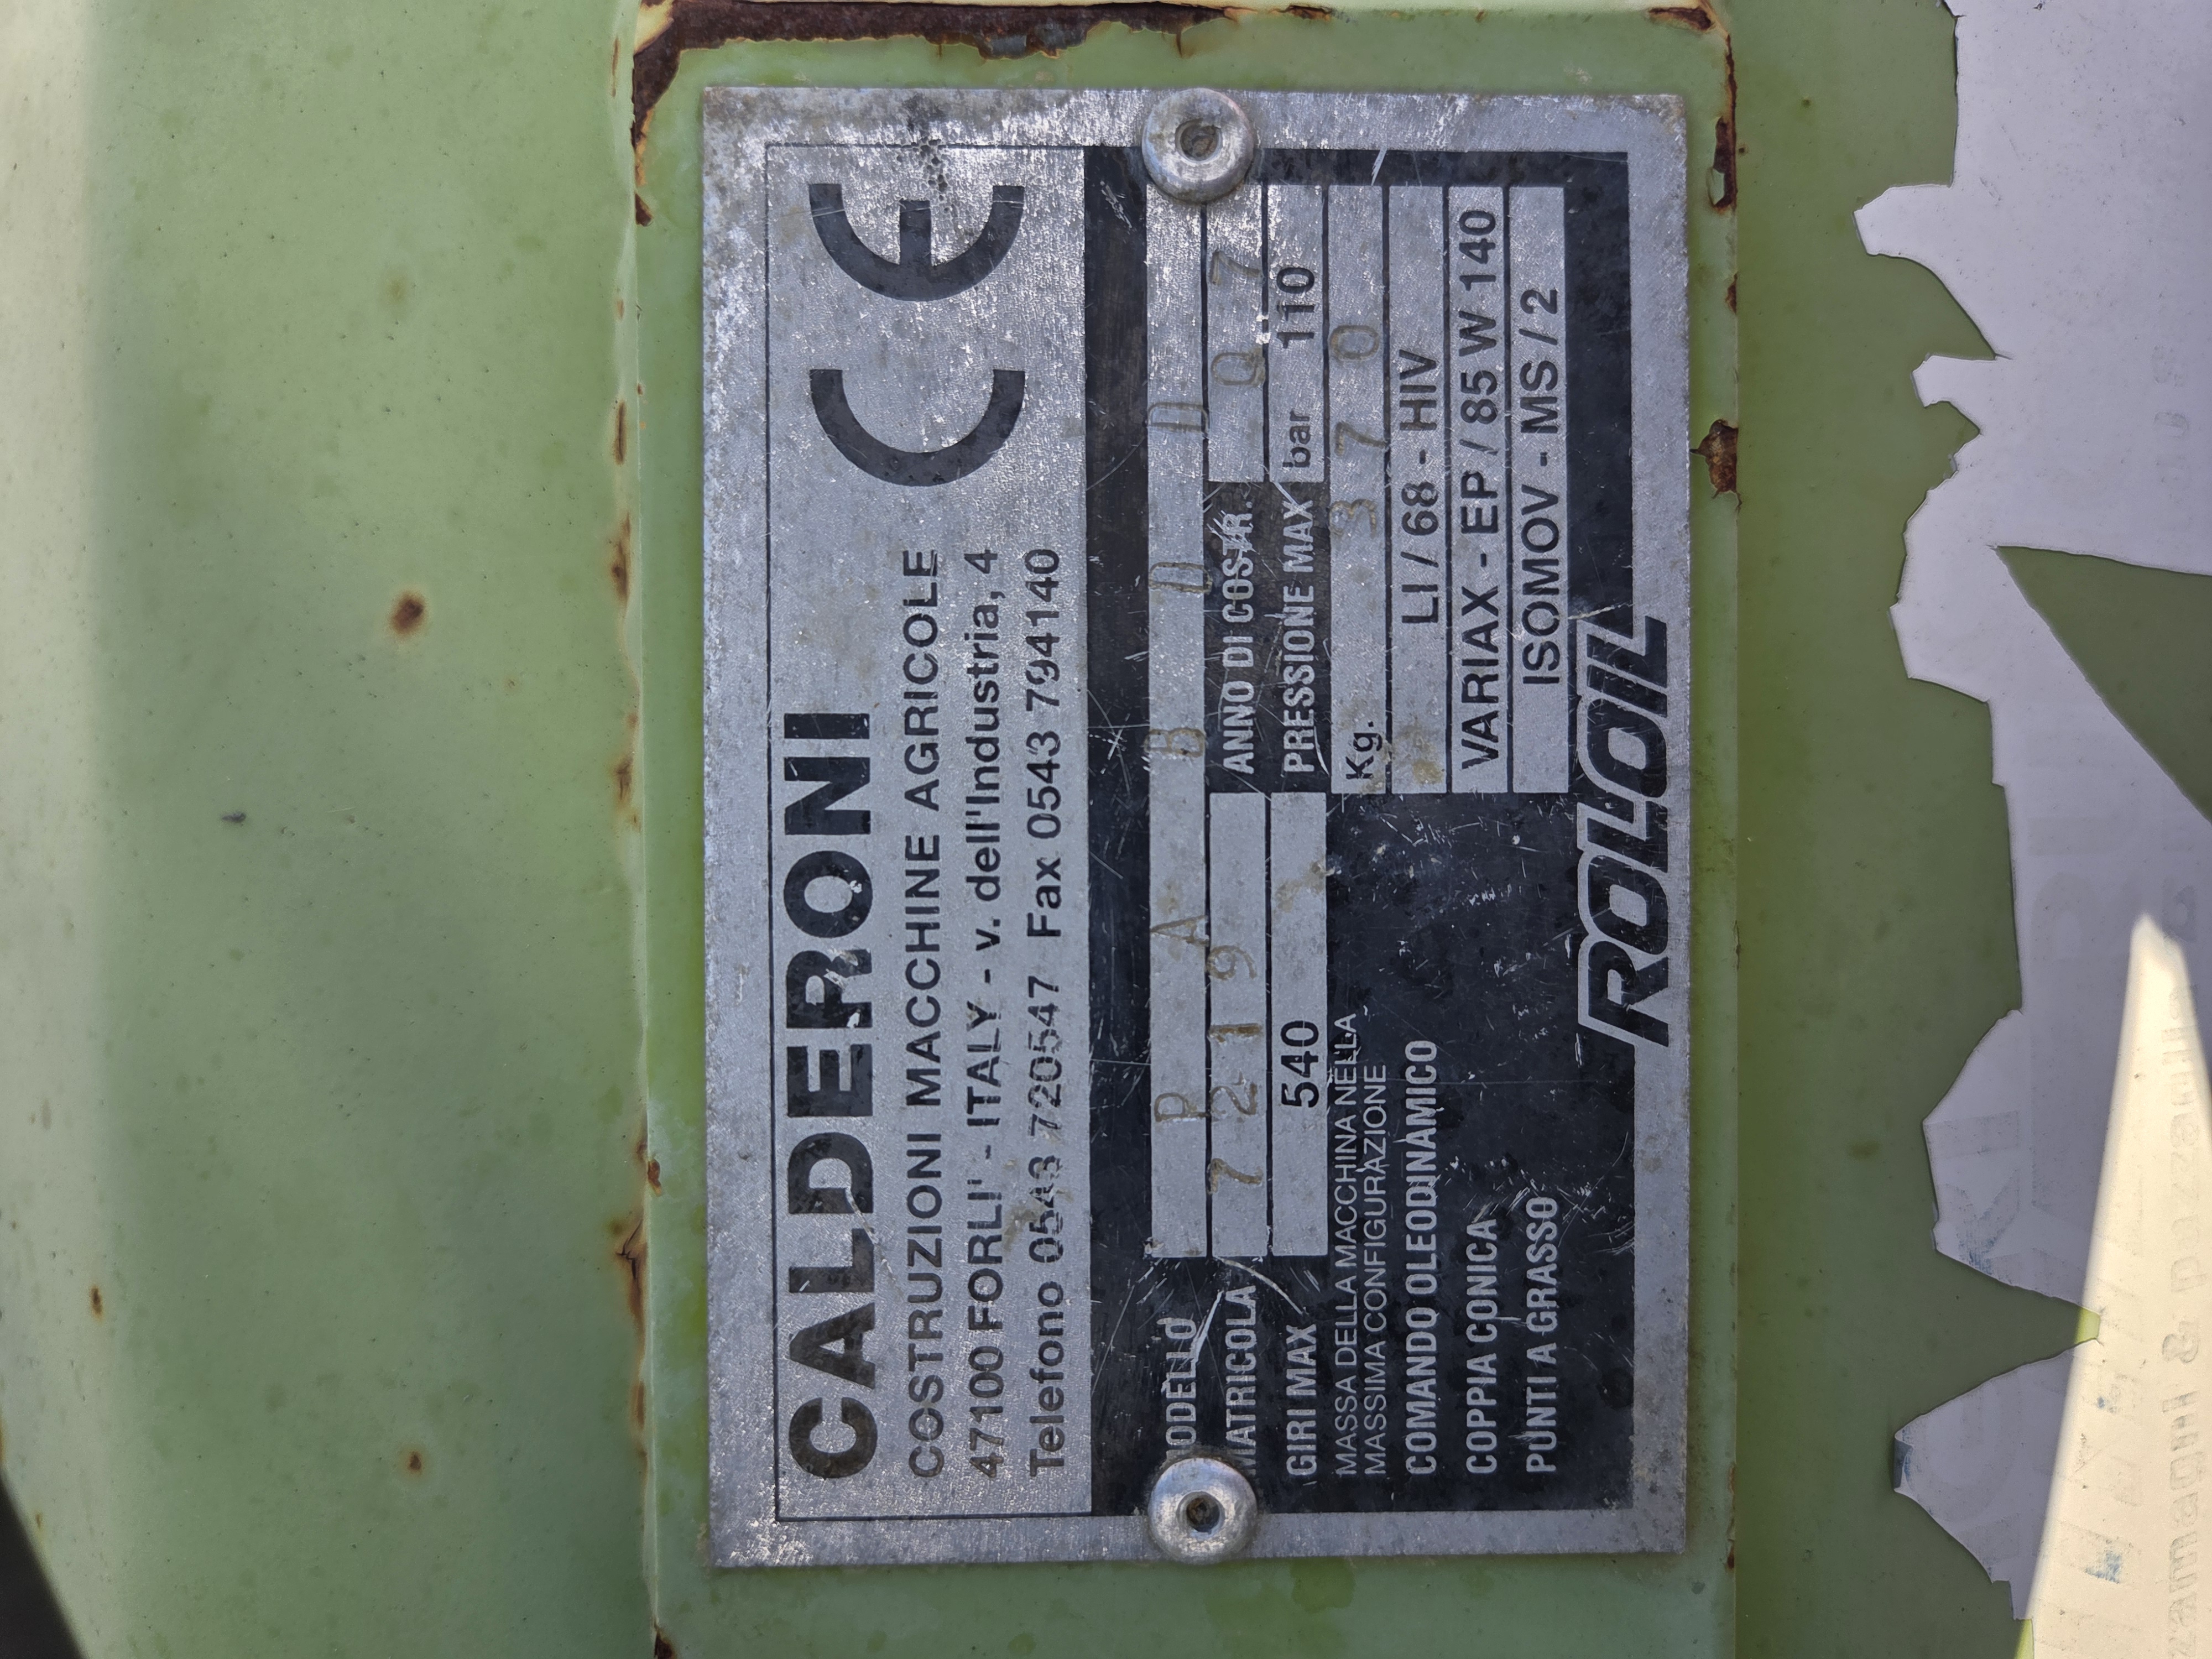 CALDERONI
CE
COSTRUZIONI MACCHINE AGRICOLE
47100 FORLI' - ITALY - v. dell'Industria, 4
Telefono 0543 720547 Fax 0543 794140
MODELLO P A B D D
MATRICOLA 7219 ANNO DI COSTR. 07
GIRI MAX 540 PRESSIONE MAX bar 110
MASSA DELLA MACCHINA NELLA
MASSIMA CONFIGURAZIONE Kg. 370
COMANDO OLEODINAMICO LI / 68 - HIV
COPPIA CONICA VARIAX - EP / 85 W 140
PUNTI A GRASSO ISOMOV - MS / 2
ROLOIL